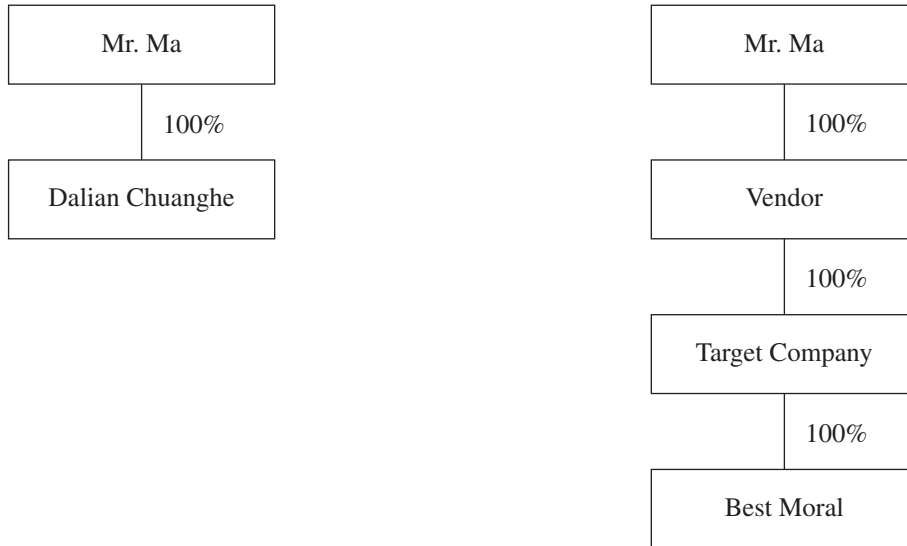 Mr. Ma
100%
Dalian Chuanghe
Mr. Ma
100%
Vendor
100%
Target Company
100%
Best Moral